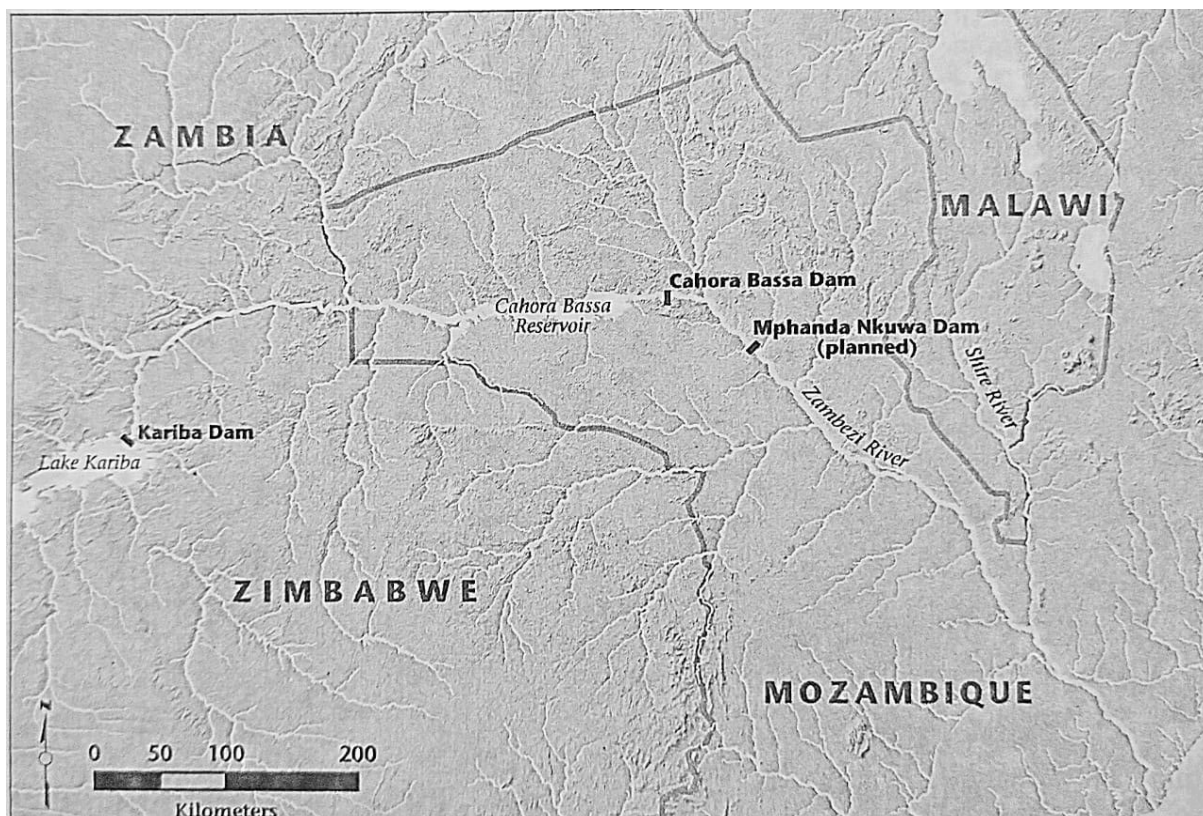 ZAMBIA
MALAWI
Cahora Bassa Dam
Cahora Bassa
Reservoir
Mphanda Nkuwa Dam
(planned)
Shire River
Zambezi River
Kariba Dam
Lake Kariba
ZIMBABWE
MOZAMBIQUE
N
0 50 100 200
Kilometers